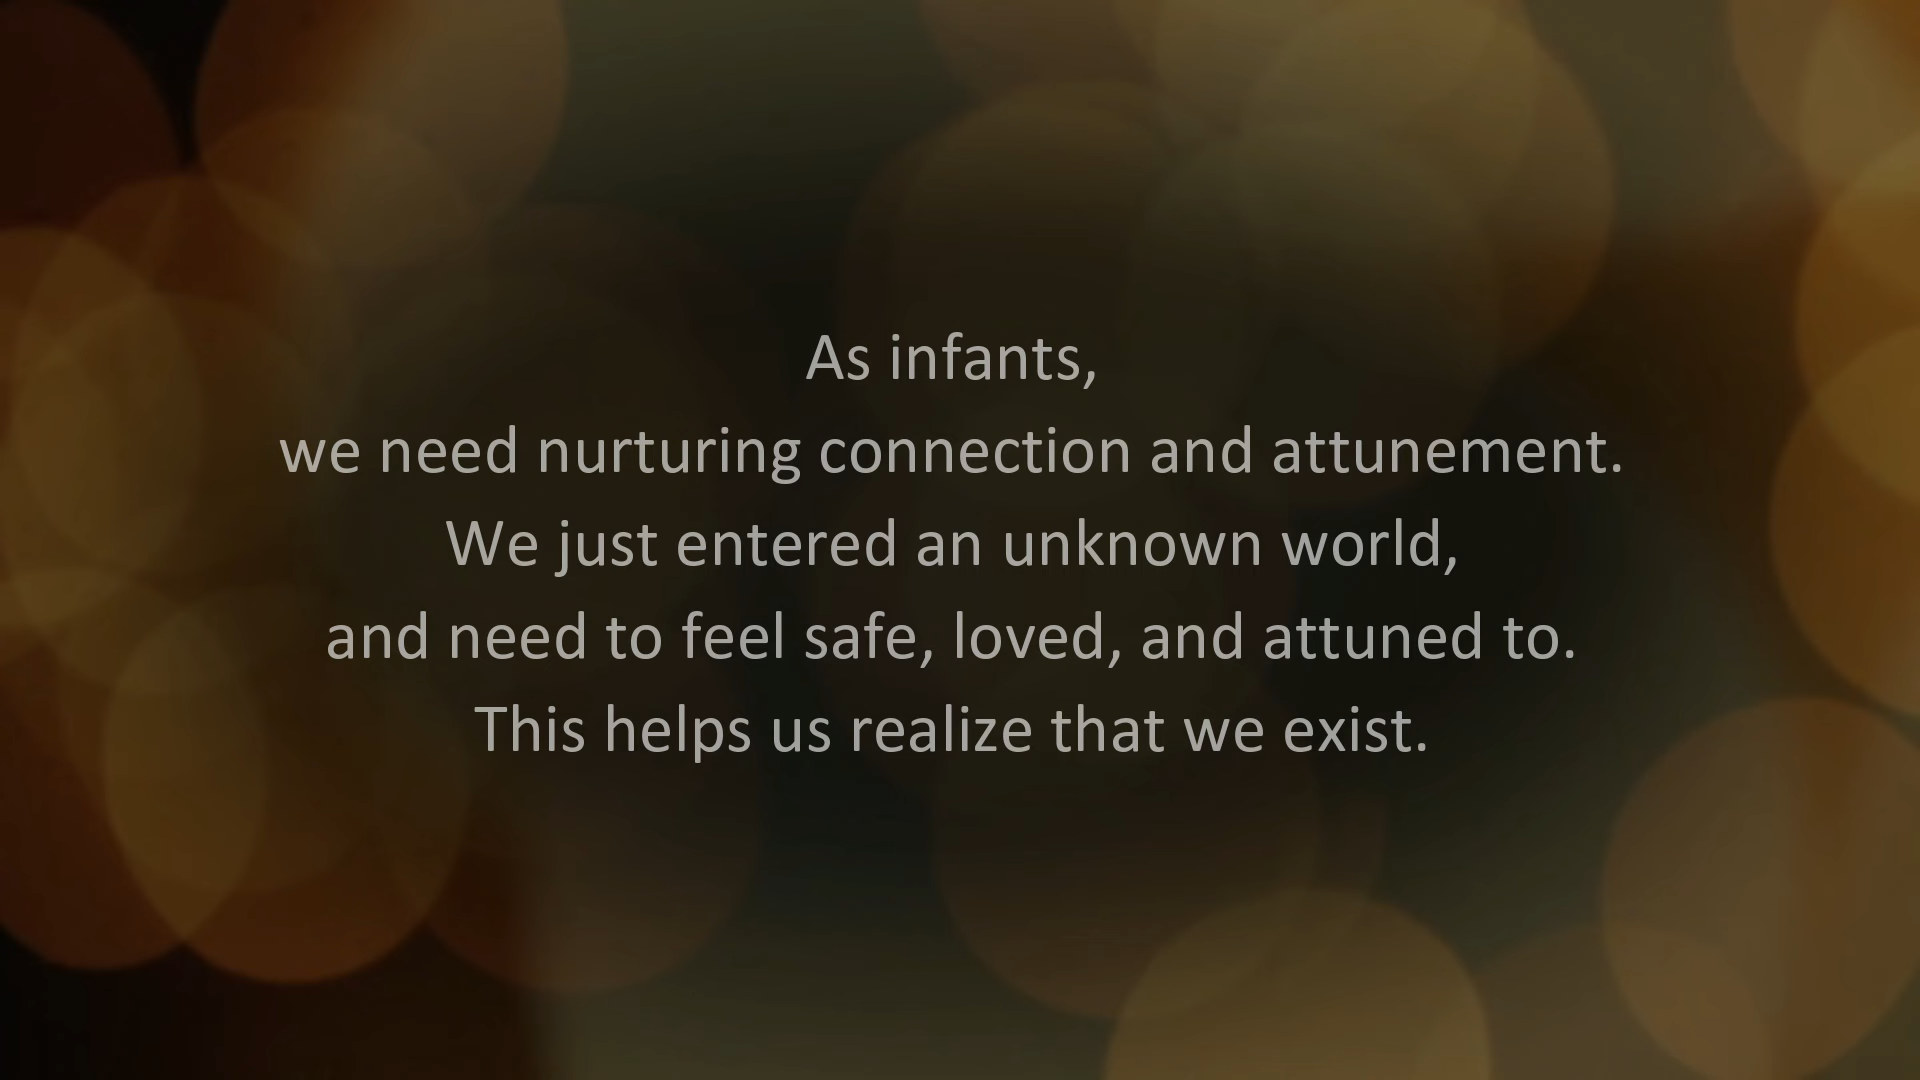 As infants,
we need nurturing connection and attunement.
We just entered an unknown world,
and need to feel safe, loved, and attuned to.
This helps us realize that we exist.